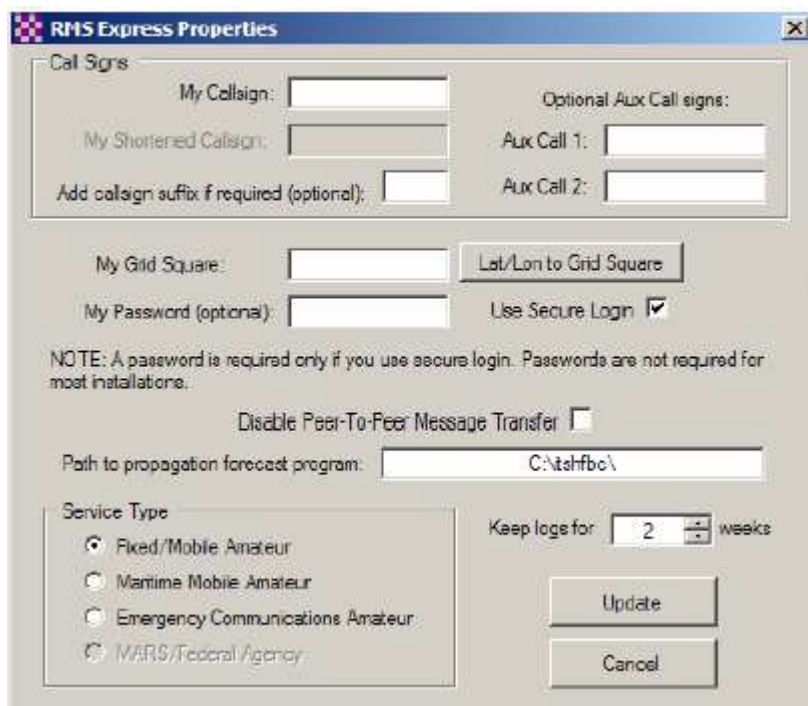 RMS Express Properties
Call Signs
My Callsign:
Optional Aux Call signs:
My Shortened Callsign:
Aux Call 1:
Add callsign suffix if required (optional):
Aux Call 2:
My Grid Square:
Lat/Lon to Grid Square
My Password (optional):
Use Secure Login
NOTE: A password is required only if you use secure login. Passwords are not required for
most installations.
Disable Peer-To-Peer Message Transfer
Path to propagation forecast program:
C:\itshfbc\
Service Type
Keep logs for 2 weeks
Fixed/Mobile Amateur
Maritime Mobile Amateur
Emergency Communications Amateur
MARS/Federal Agency
Update
Cancel